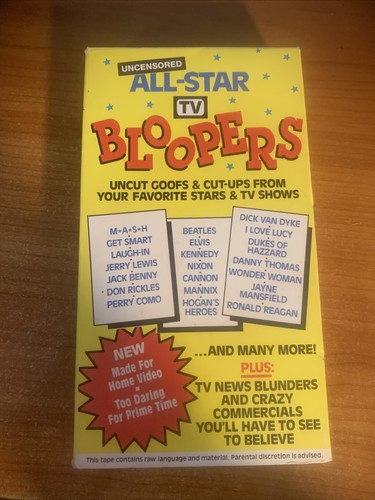 UNCENSORED
ALL-STAR
TV
BLOOPERS
UNCUT GOOFS & CUT-UPS FROM
YOUR FAVORITE STARS & TV SHOWS
M•A•S•H
GET SMART
LAUGH-IN
JERRY LEWIS
JACK BENNY
DON RICKLES
PERRY COMO
BEATLES
ELVIS
KENNEDY
NIXON
CANNON
MANNIX
HOGAN'S
HEROES
DICK VAN DYKE
I LOVE LUCY
DUKES OF
HAZZARD
DANNY THOMAS
WONDER WOMAN
JAYNE
MANSFIELD
RONALD REAGAN
NEW
Made For
Home Video
Too Daring
For Prime Time
...AND MANY MORE!
PLUS:
TV NEWS BLUNDERS
AND CRAZY
COMMERCIALS
YOU'LL HAVE TO SEE
TO BELIEVE
This tape contains raw language and material. Parental discretion is advised.